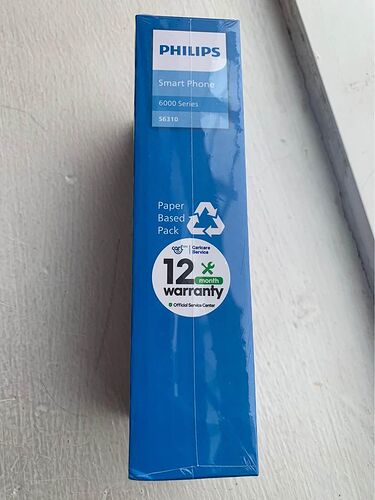 PHILIPS
Smart Phone
6000 Series
S6310
Paper
Based
Pack
Carlcare
Service
12
month
warranty
Official Service Center